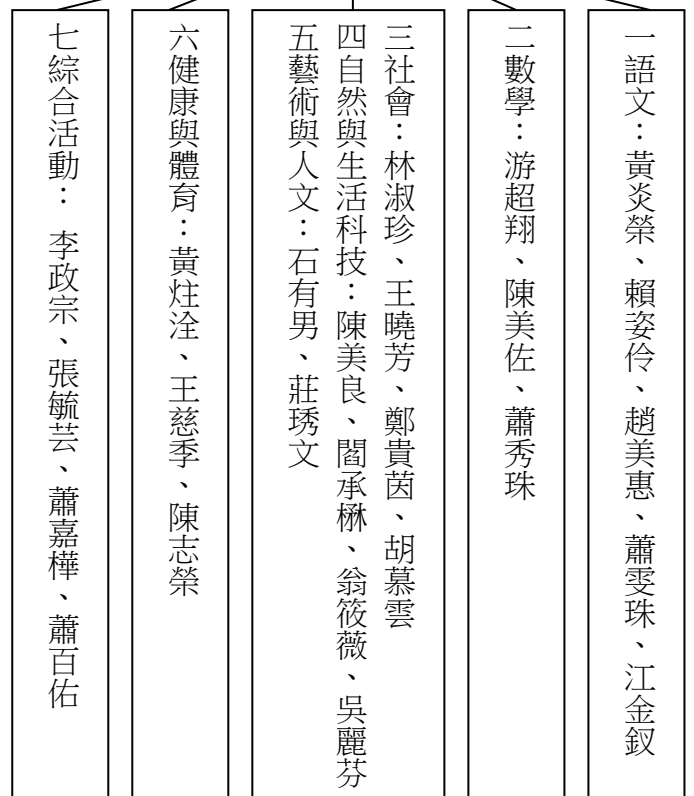 一語文：黃炎榮、賴姿伶、趙美惠、蕭雯珠、江金釵
二數學：游超翔、陳美佐、蕭秀珠
三社會：林淑珍、王曉芳、鄭貴茵、胡慕雲
四自然與生活科技：陳美良、閻承楙、翁筱薇、吳麗芬
五藝術與人文：石有男、莊琇文
六健康與體育：黃炷洤、王慈季、陳志榮
七綜合活動： 李政宗、張毓芸、蕭嘉樺、蕭百佑